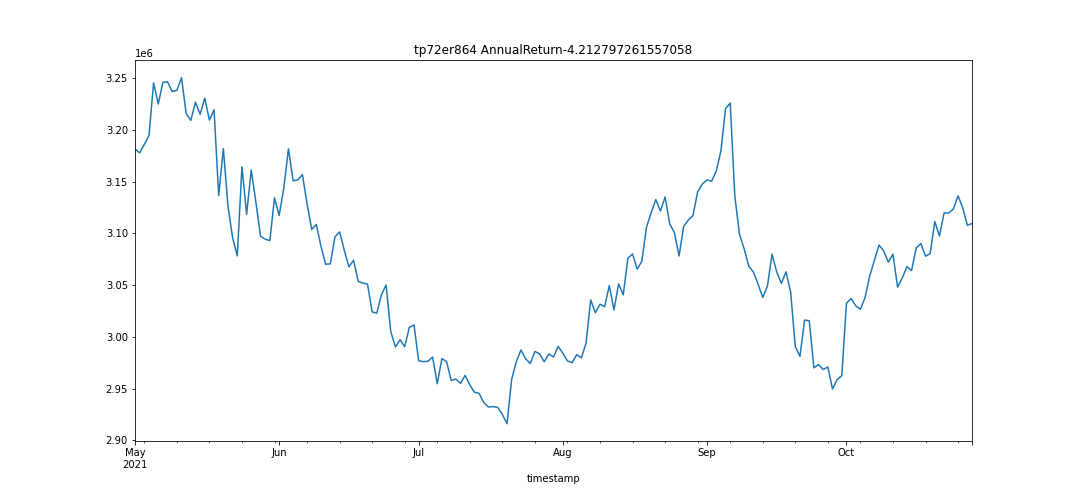 tp72er864 AnnualReturn-4.212797261557058
1e6
3.25
3.20
3.15
3.10
3.05
3.00
2.95
2.90
May Jun Jul Aug Sep Oct
2021
timestamp